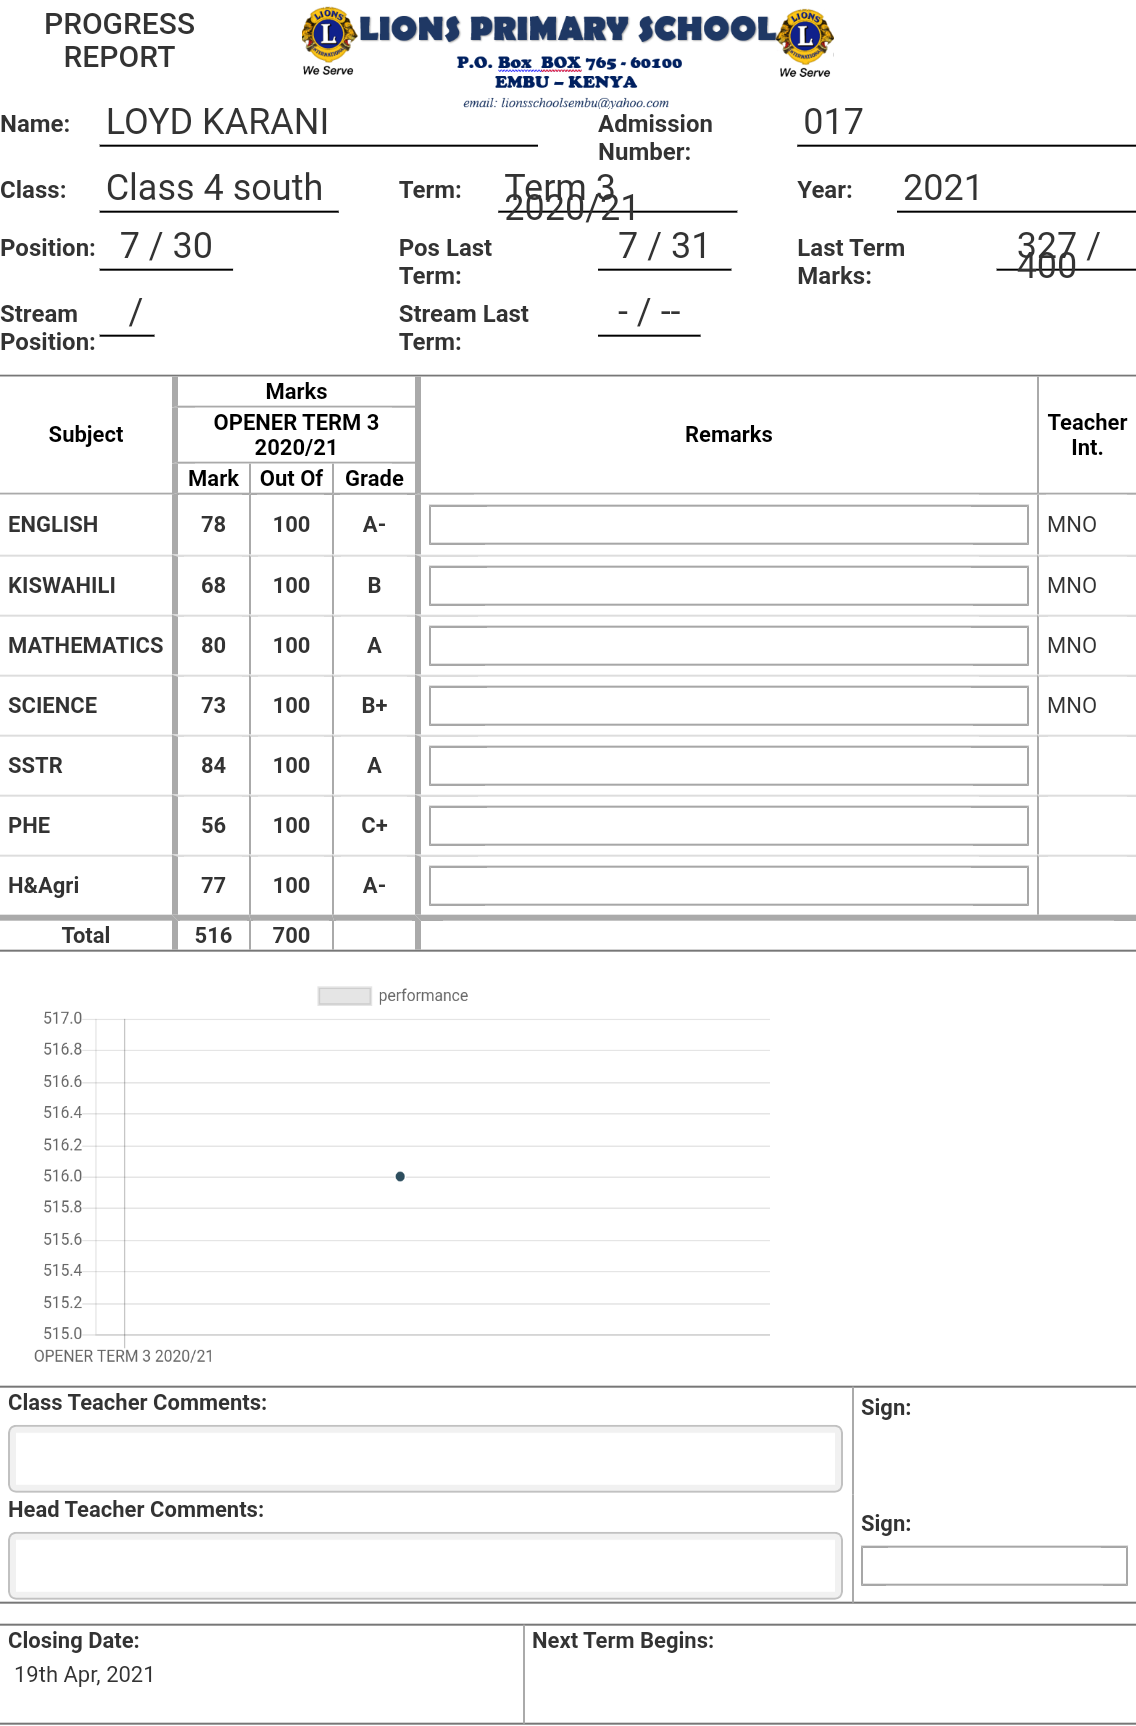 PROGRESS
REPORT
LIONS PRIMARY SCHOOL
P.O. Box BOX 765 - 60100
EMBU – KENYA
email: lionsschoolsembu@yahoo.com
L
We Serve
L
We Serve
Name: LOYD KARANI Admission Number: 017
Class: Class 4 south Term: Term 3 2020/21 Year: 2021
Position: 7 / 30 Pos Last Term: 7 / 31 Last Term Marks: 327 / 400
Stream Position: / Stream Last Term: - / --
Subject Marks Remarks Teacher Int.
OPENER TERM 3 2020/21
Mark Out Of Grade
ENGLISH 78 100 A- MNO
KISWAHILI 68 100 B MNO
MATHEMATICS 80 100 A MNO
SCIENCE 73 100 B+ MNO
SSTR 84 100 A
PHE 56 100 C+
H&Agri 77 100 A-
Total 516 700
performance
517.0
516.8
516.6
516.4
516.2
516.0
515.8
515.6
515.4
515.2
515.0
OPENER TERM 3 2020/21
Class Teacher Comments:
Sign:
Head Teacher Comments:
Sign:
Closing Date: Next Term Begins:
19th Apr, 2021